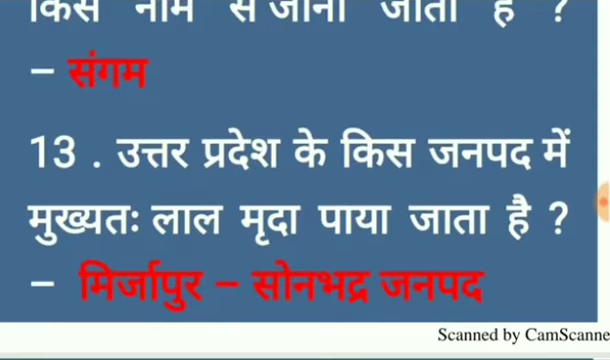 किस नाम से जाना जाता है ?
– संगम
13 . उत्तर प्रदेश के किस जनपद में
मुख्यतः लाल मृदा पाया जाता है ?
– मिर्जापुर – सोनभद्र जनपद
Scanned by CamScanne